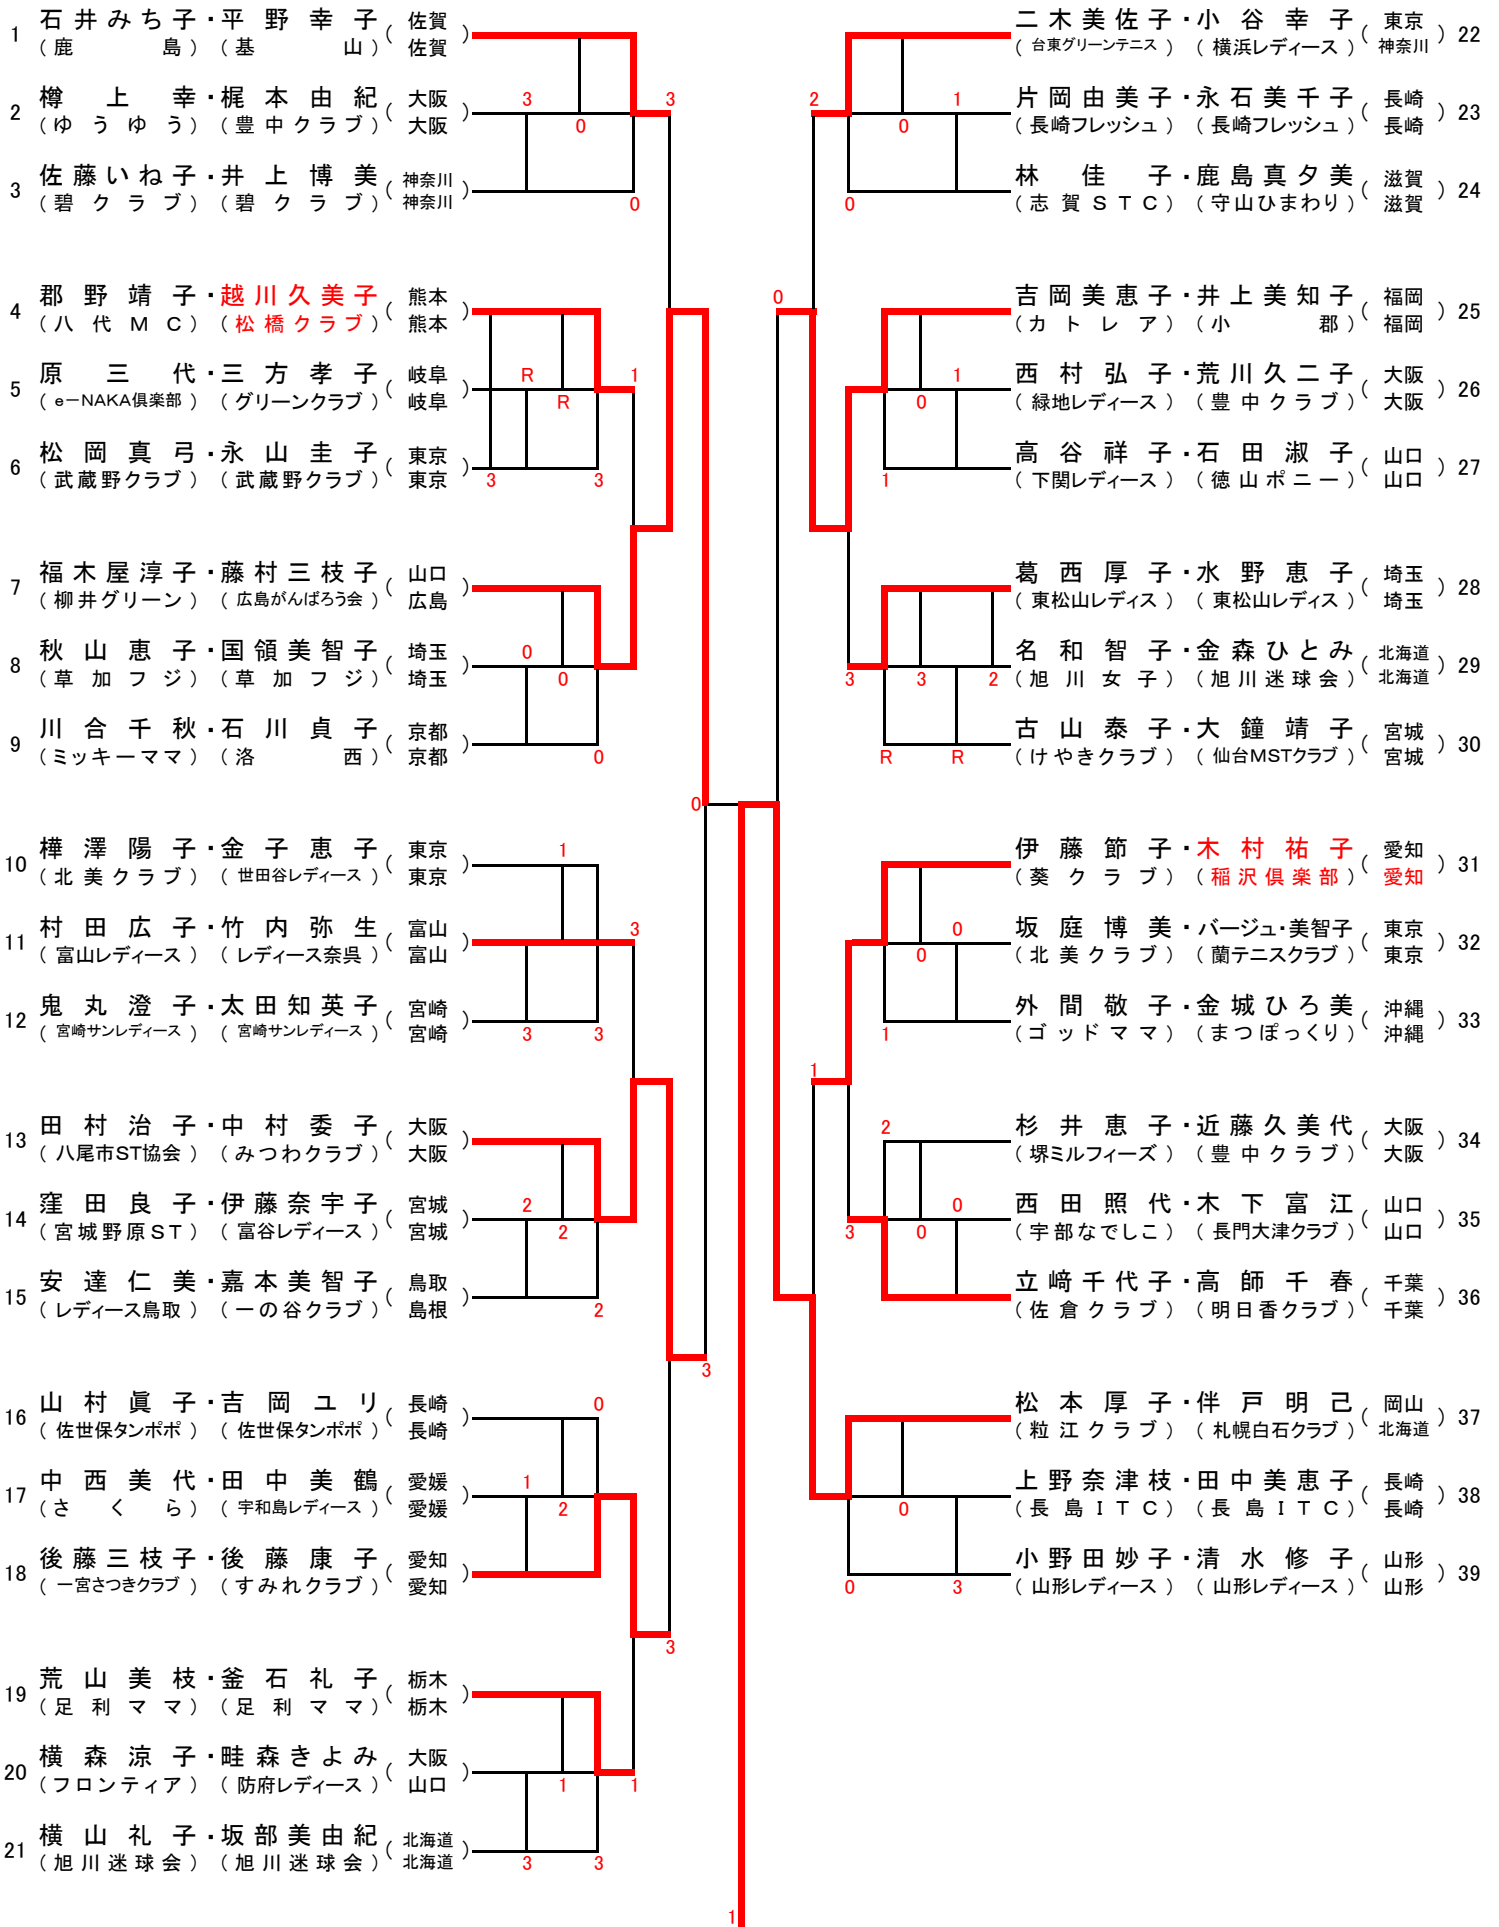 1 石井みち子・平野幸子 ( 佐賀 )
( 鹿島 ) ( 基山 ) 佐賀
2 樽上幸・梶本由紀 ( 大阪 )
( ゆうゆう ) ( 豊中クラブ ) 大阪
3 佐藤いね子・井上博美 ( 神奈川 )
( 碧クラブ ) ( 碧クラブ ) 神奈川
3 0 3 0
4 郡野靖子・越川久美子 ( 熊本 )
( 八代MC ) ( 松橋クラブ ) 熊本
5 原三代・三方孝子 ( 岐阜 )
( e-NAKA倶楽部 ) ( グリーンクラブ ) 岐阜
6 松岡真弓・永山圭子 ( 東京 )
( 武蔵野クラブ ) ( 武蔵野クラブ ) 東京
R R 1 3 3
7 福木屋淳子・藤村三枝子 ( 山口 )
( 柳井グリーン ) ( 広島がんばろう会 ) 広島
8 秋山恵子・国領美智子 ( 埼玉 )
( 草加フジ ) ( 草加フジ ) 埼玉
9 川合千秋・石川貞子 ( 京都 )
( ミッキーママ ) ( 洛西 ) 京都
0 0 0
0
10 樺澤陽子・金子恵子 ( 東京 )
( 北美クラブ ) ( 世田谷レディース ) 東京
11 村田広子・竹内弥生 ( 富山 )
( 富山レディース ) ( レディース奈呉 ) 富山
12 鬼丸澄子・太田知英子 ( 宮崎 )
( 宮崎サンレディース ) ( 宮崎サンレディース ) 宮崎
1 3 3 3
13 田村治子・中村委子 ( 大阪 )
( 八尾市ST協会 ) ( みつわクラブ ) 大阪
14 窪田良子・伊藤奈宇子 ( 宮城 )
( 宮城野原ST ) ( 富谷レディース ) 宮城
15 安達仁美・嘉本美智子 ( 鳥取 )
( レディース鳥取 ) ( 一の谷クラブ ) 島根
2 2 2
3
16 山村眞子・吉岡ユリ ( 長崎 )
( 佐世保タンポポ ) ( 佐世保タンポポ ) 長崎
17 中西美代・田中美鶴 ( 愛媛 )
( さくら ) ( 宇和島レディース ) 愛媛
18 後藤三枝子・後藤康子 ( 愛知 )
( 一宮さつきクラブ ) ( すみれクラブ ) 愛知
0 1 2
3
19 荒山美枝・釜石礼子 ( 栃木 )
( 足利ママ ) ( 足利ママ ) 栃木
20 横森涼子・畦森きよみ ( 大阪 )
( フロンティア ) ( 防府レディース ) 山口
21 横山礼子・坂部美由紀 ( 北海道 )
( 旭川迷球会 ) ( 旭川迷球会 ) 北海道
1 1 3 3
1
二木美佐子・小谷幸子 ( 東京 ) 22
( 台東グリーンテニス ) ( 横浜レディース ) 神奈川
片岡由美子・永石美千子 ( 長崎 ) 23
( 長崎フレッシュ ) ( 長崎フレッシュ ) 長崎
林佳子・鹿島真夕美 ( 滋賀 ) 24
( 志賀STC ) ( 守山ひまわり ) 滋賀
2 1 0 0
0
吉岡美恵子・井上美知子 ( 福岡 ) 25
( カトレア ) ( 小郡 ) 福岡
西村弘子・荒川久二子 ( 大阪 ) 26
( 緑地レディース ) ( 豊中クラブ ) 大阪
高谷祥子・石田淑子 ( 山口 ) 27
( 下関レディース ) ( 徳山ポニー ) 山口
1 0 1
葛西厚子・水野恵子 ( 埼玉 ) 28
( 東松山レディス ) ( 東松山レディス ) 埼玉
名和智子・金森ひとみ ( 北海道 ) 29
( 旭川女子 ) ( 旭川迷球会 ) 北海道
古山泰子・大鐘靖子 ( 宮城 ) 30
( けやきクラブ ) ( 仙台MSTクラブ ) 宮城
3 3 2 R R
伊藤節子・木村祐子 ( 愛知 ) 31
( 葵クラブ ) ( 稲沢倶楽部 ) 愛知
坂庭博美・バージュ・美智子 ( 東京 ) 32
( 北美クラブ ) ( 蘭テニスクラブ ) 東京
外間敬子・金城ひろ美 ( 沖縄 ) 33
( ゴッドママ ) ( まつぼっくり ) 沖縄
0 0 1
1
杉井恵子・近藤久美代 ( 大阪 ) 34
( 堺ミルフィーズ ) ( 豊中クラブ ) 大阪
西田照代・木下富江 ( 山口 ) 35
( 宇部なでしこ ) ( 長門大津クラブ ) 山口
立﨑千代子・高師千春 ( 千葉 ) 36
( 佐倉クラブ ) ( 明日香クラブ ) 千葉
2 0 3 0
松本厚子・伴戸明己 ( 岡山 ) 37
( 粒江クラブ ) ( 札幌白石クラブ ) 北海道
上野奈津枝・田中美恵子 ( 長崎 ) 38
( 長島ITC ) ( 長島ITC ) 長崎
小野田妙子・清水修子 ( 山形 ) 39
( 山形レディース ) ( 山形レディース ) 山形
0 0 3